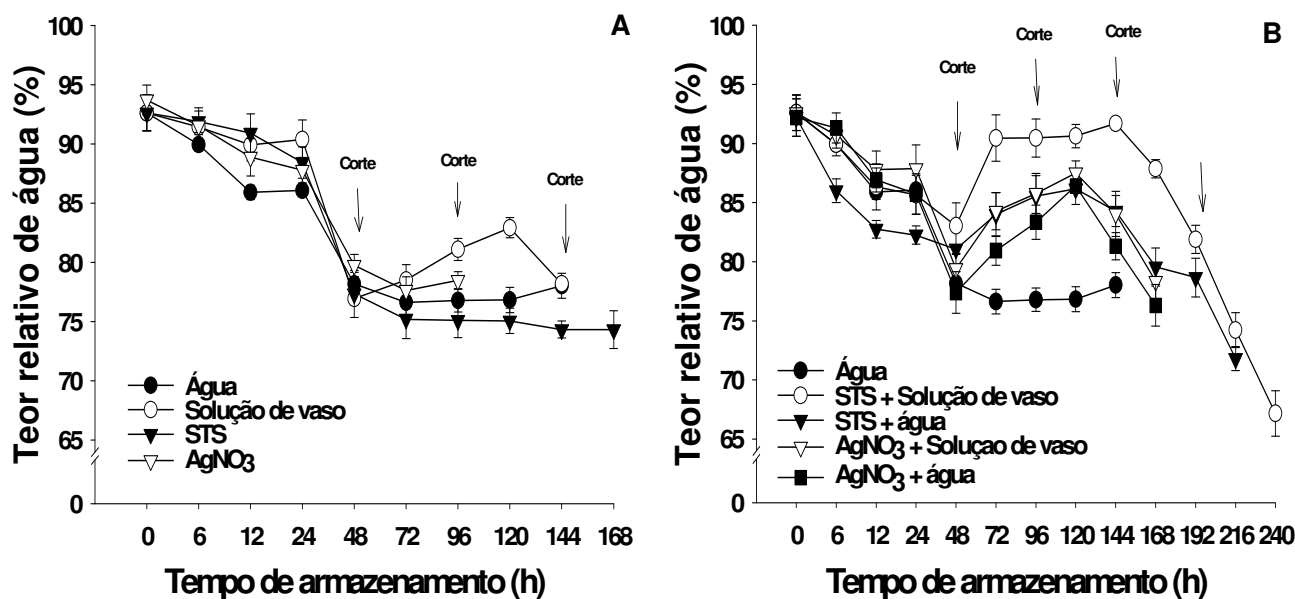 A
Teor relativo de água (%)
100
95
90
85
80
75
70
65
0
Corte
Corte
Corte
Água
Solução de vaso
STS
AgNO3
0 6 12 24 48 72 96 120 144 168
Tempo de armazenamento (h)
B
Teor relativo de água (%)
100
95
90
85
80
75
70
65
0
Corte
Corte
Corte
Água
STS + Solução de vaso
STS + água
AgNO3 + Soluçao de vaso
AgNO3 + água
0 6 12 24 48 72 96 120 144 168 192 216 240
Tempo de armazenamento (h)